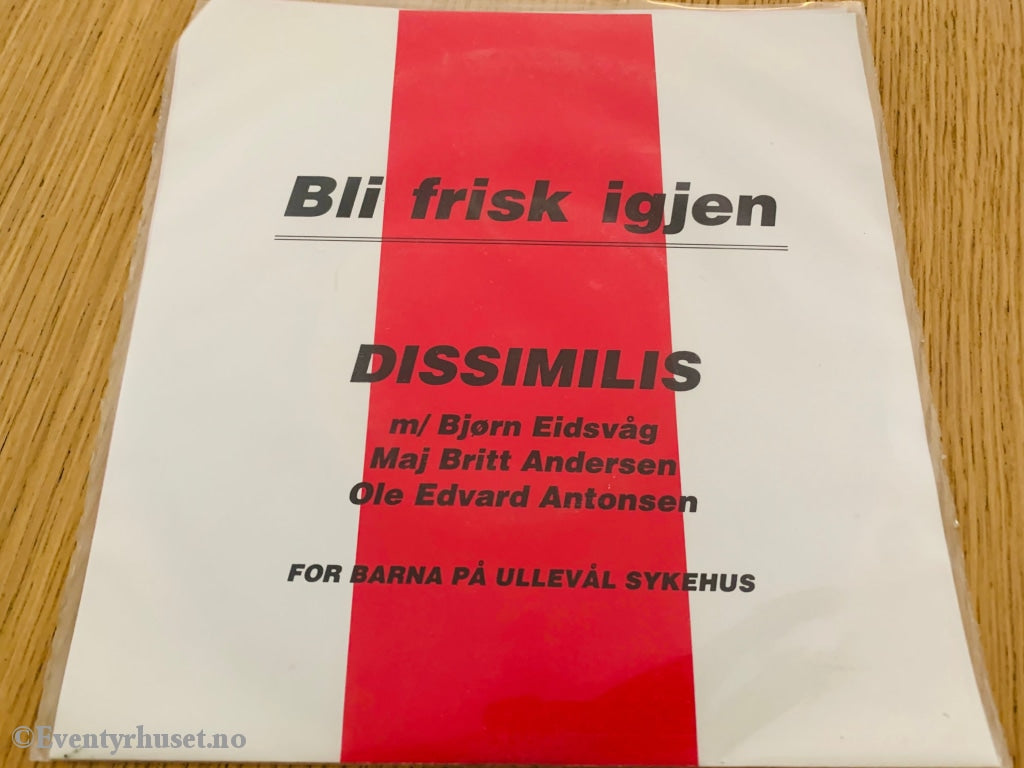 Bli frisk igjen
DISSIMILIS
m/ Bjørn Eidsvåg
Maj Britt Andersen
Ole Edvard Antonsen
FOR BARNA PÅ ULLEVÅL SYKEHUS
©Eventyrhuset.no